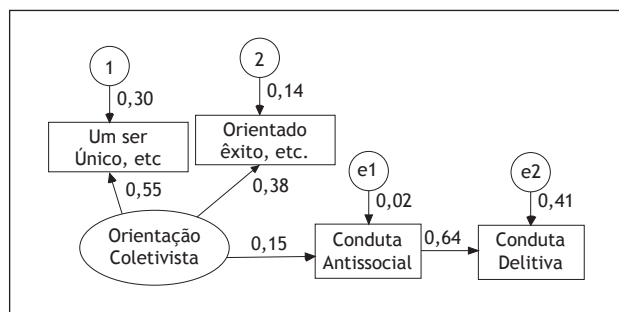 1
2
0,30
0,14
Um ser
Único, etc
Orientado
êxito, etc.
e1
e2
0,55
0,38
0,02
0,41
Orientação
Coletivista
0,15
Conduta
Antissocial
0,64
Conduta
Delitiva